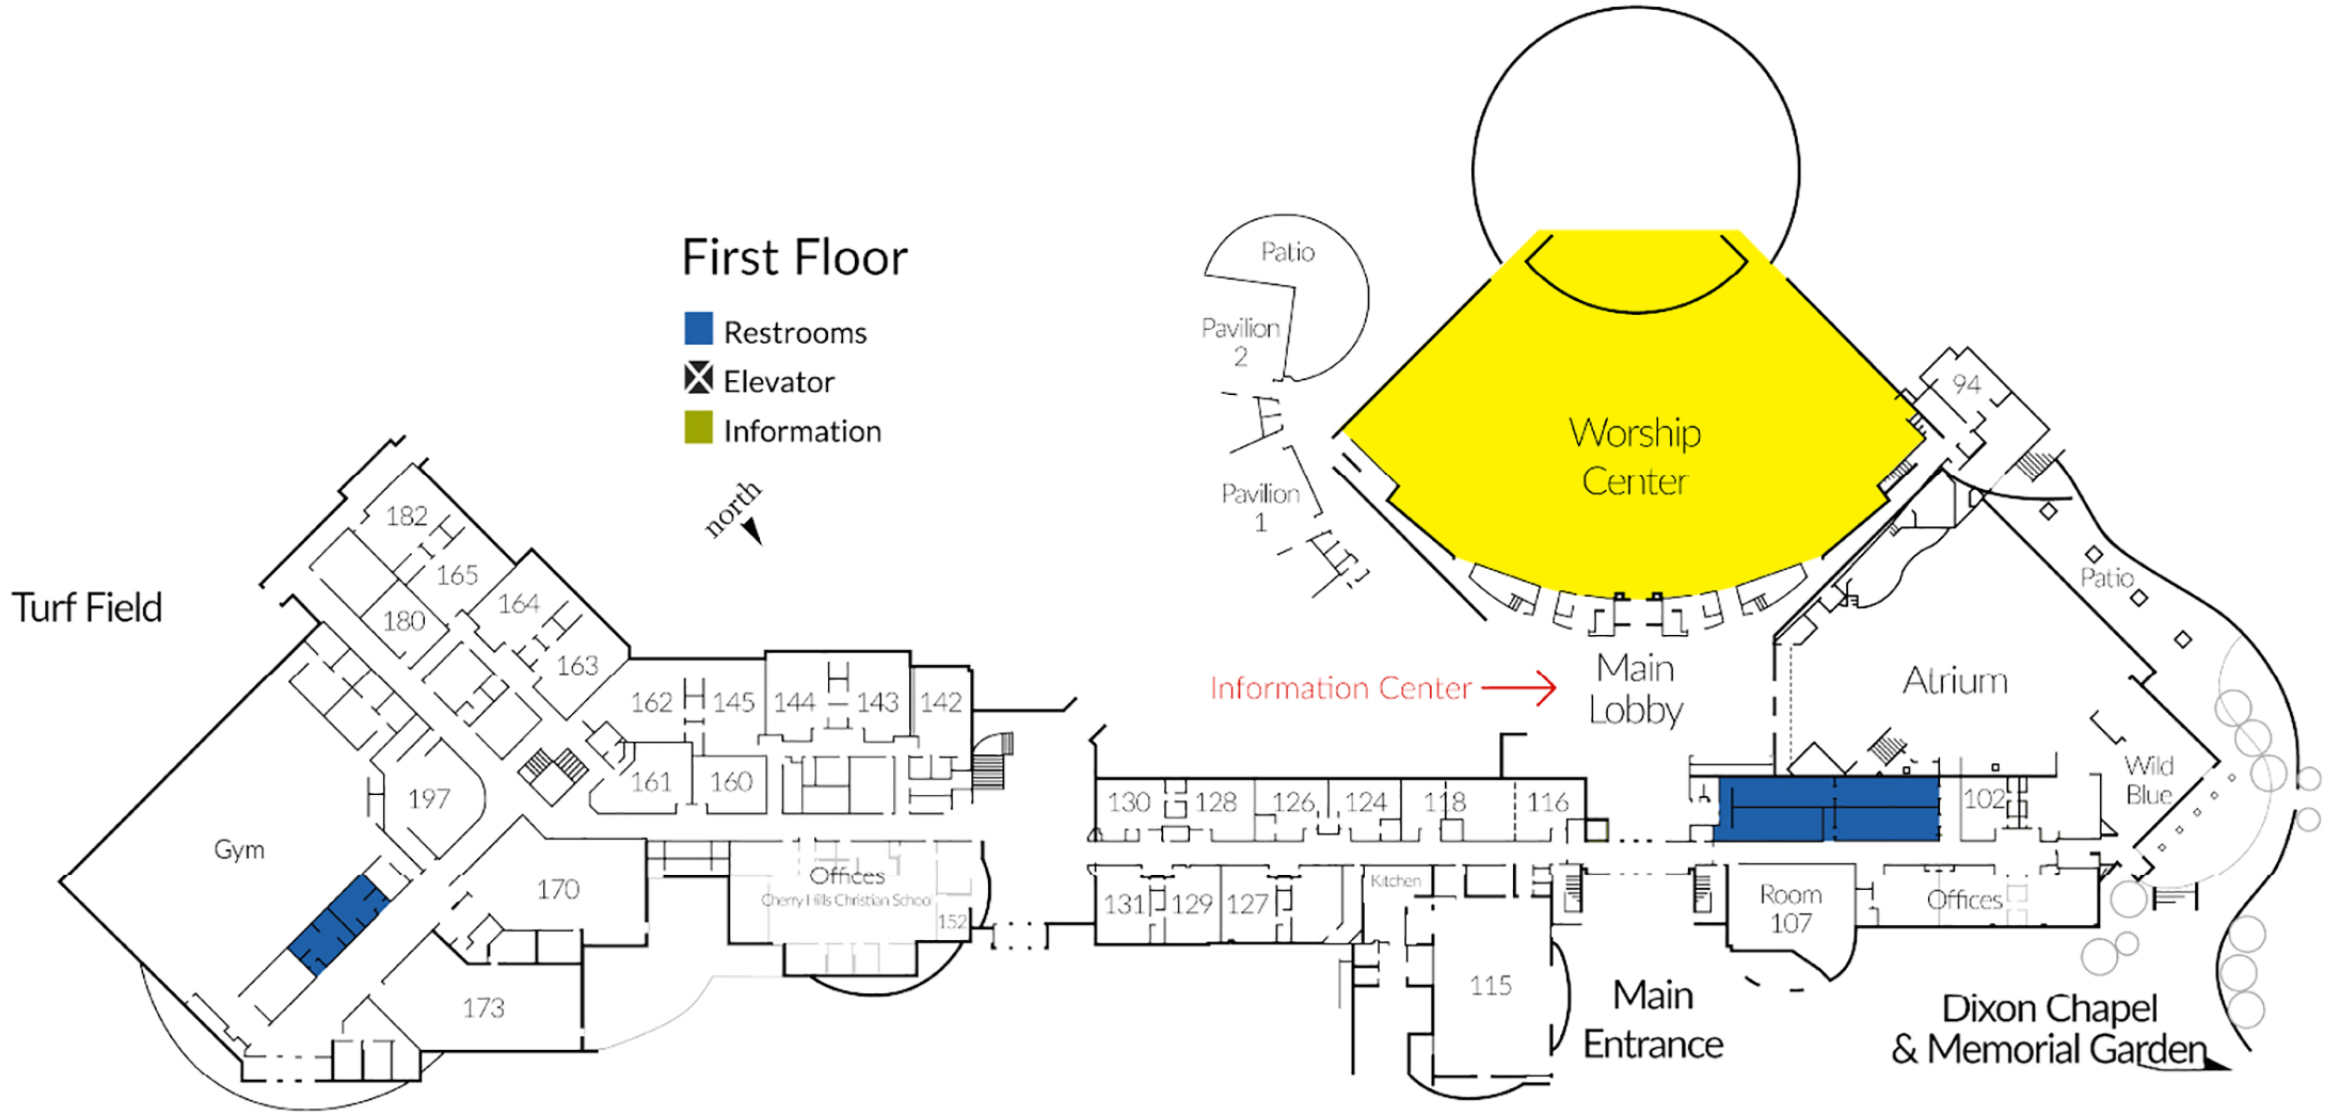 First Floor
Restrooms
Elevator
Information
north
Patio
Pavilion
2
Pavilion
1
Worship
Center
94
Patio
Turf Field
182
165
180
164
163
162
145
144
143
142
161
160
197
Gym
170
173
Offices
Cherry Hills Christian School
152
Information Center
Main
Lobby
Atrium
Wild
Blue
130
128
126
124
118
116
102
131
129
127
Kitchen
115
Room
107
Offices
Main
Entrance
Dixon Chapel
& Memorial Garden